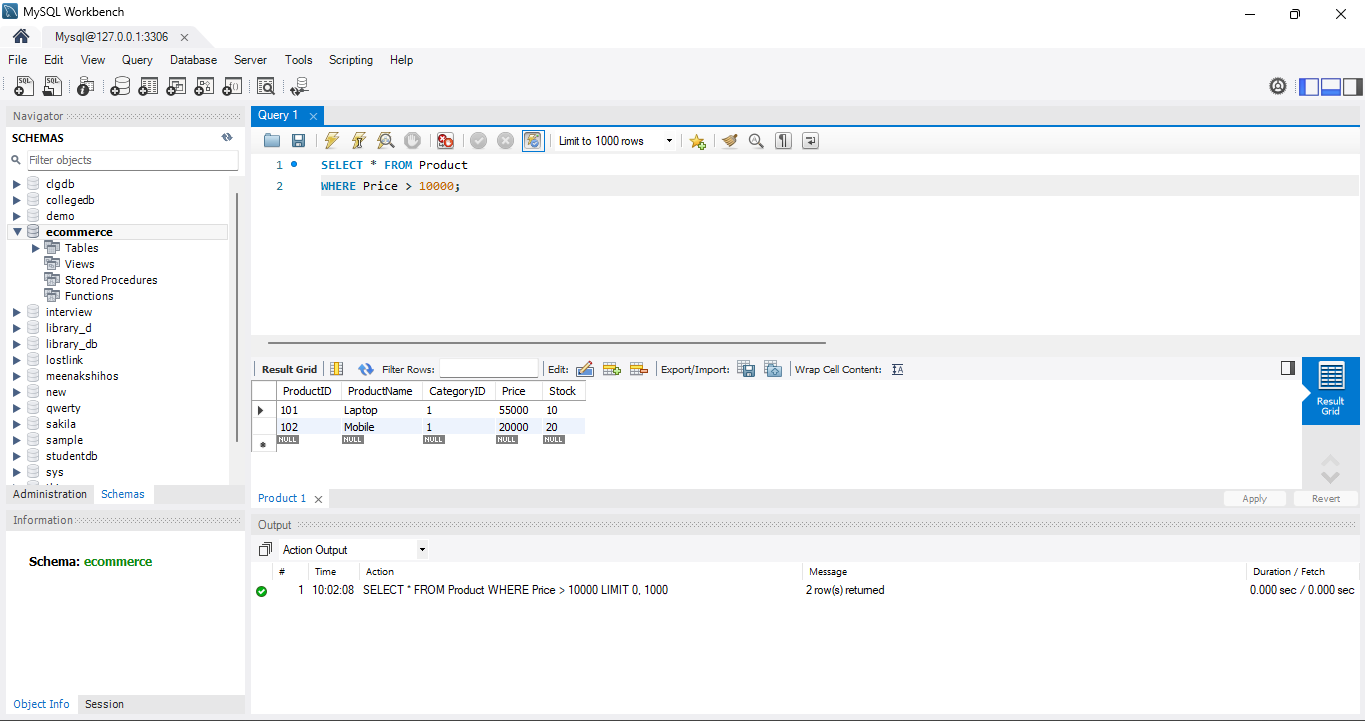 MySQL Workbench
Mysql@127.0.0.1:3306
File Edit View Query Database Server Tools Scripting Help
Navigator
SCHEMAS
Filter objects
clgdb
collegedb
demo
ecommerce
Tables
Views
Stored Procedures
Functions
interview
library_d
library_db
lostlink
meenakshihos
new
qwerty
sakila
sample
studentdb
sys
Administration Schemas
Information
Schema: ecommerce
Object Info Session
Query 1
Limit to 1000 rows
1 SELECT * FROM Product
2 WHERE Price > 10000;
Result Grid Filter Rows: Edit: Export/Import: Wrap Cell Content:
ProductID ProductName CategoryID Price Stock
101 Laptop 1 55000 10
102 Mobile 1 20000 20
NULL NULL NULL NULL NULL
Result
Grid
Product 1
Apply Revert
Output
Action Output
# Time Action Message Duration / Fetch
1 10:02:08 SELECT * FROM Product WHERE Price > 10000 LIMIT 0, 1000 2 row(s) returned 0.000 sec / 0.000 sec